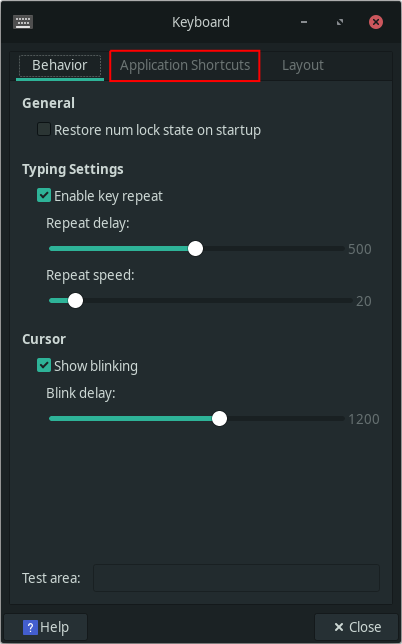 Keyboard
Behavior Application Shortcuts Layout
General
Restore num lock state on startup
Typing Settings
Enable key repeat
Repeat delay:
500
Repeat speed:
20
Cursor
Show blinking
Blink delay:
1200
Test area:
? Help × Close